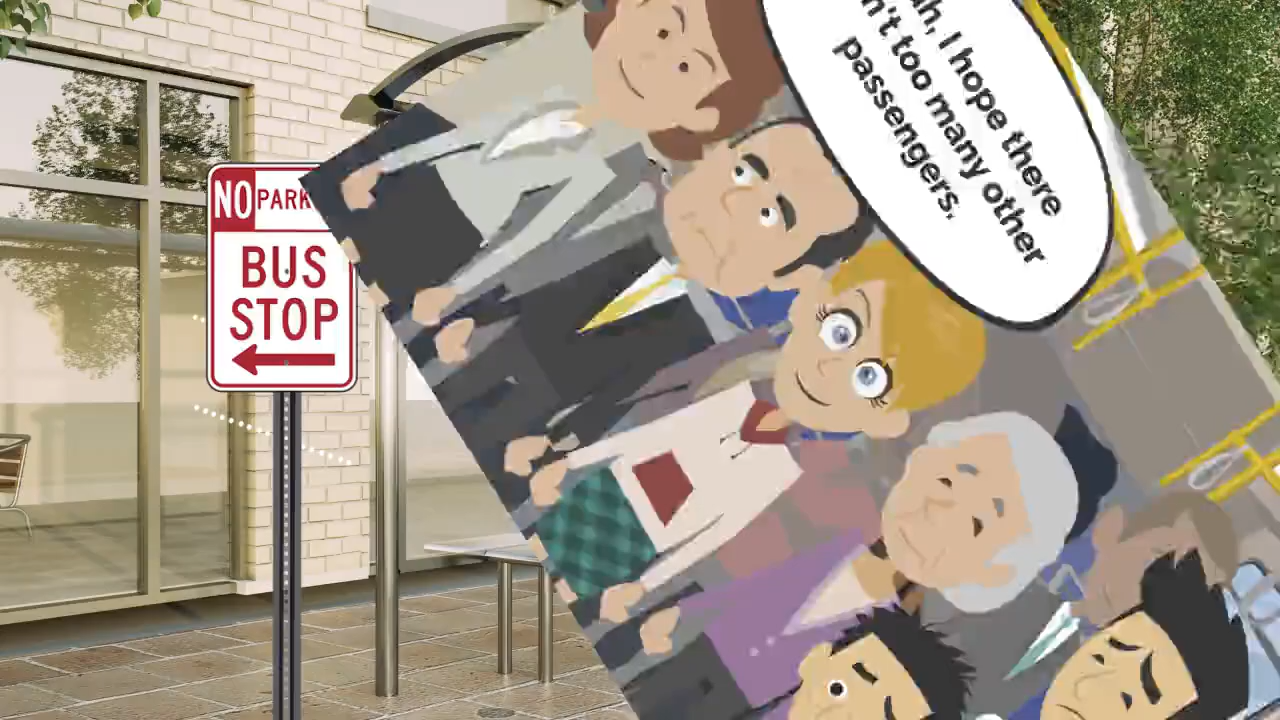 NO PARK
BUS
STOP
I hope there
too many other
passengers.